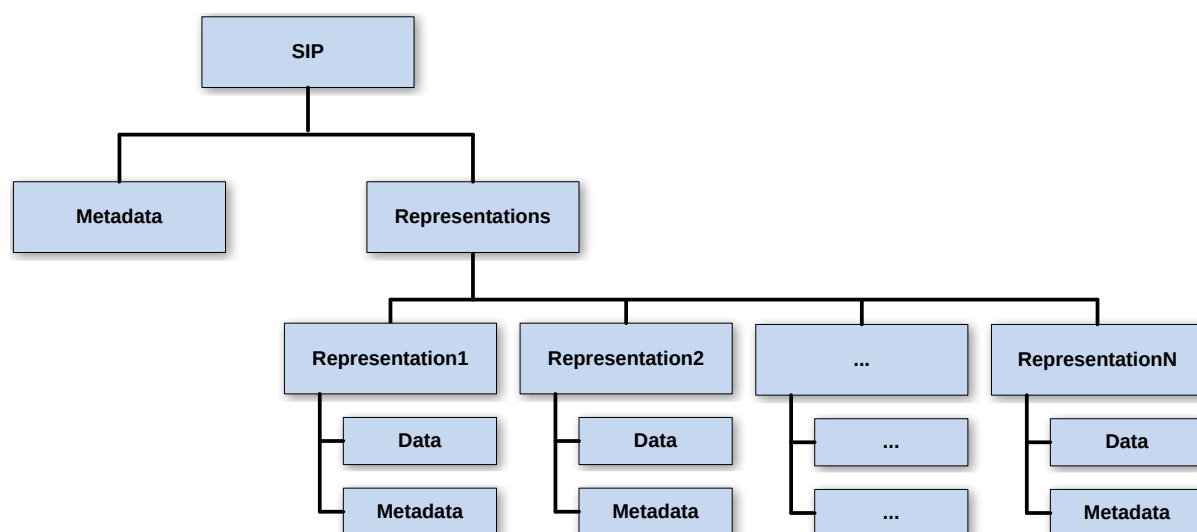 SIP
Metadata
Representations
Representation1
Representation2
...
RepresentationN
Data
Data
...
Data
Metadata
Metadata
...
Metadata